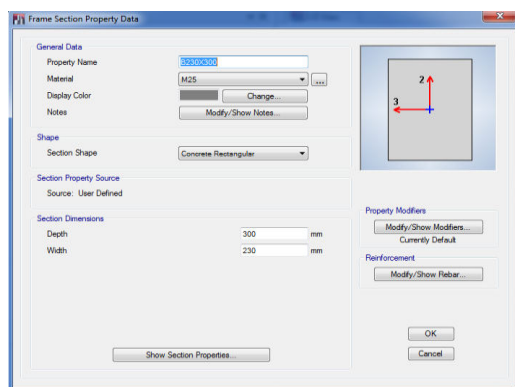 Frame Section Property Data
General Data
Property Name B230X300
Material M25 ...
Display Color Change...
Notes Modify/Show Notes...
Shape
Section Shape Concrete Rectangular
Section Property Source
Source: User Defined
Section Dimensions
Depth 300 mm
Width 230 mm
Show Section Properties...
2
3
Property Modifiers
Modify/Show Modifiers...
Currently Default
Reinforcement
Modify/Show Rebar...
OK
Cancel